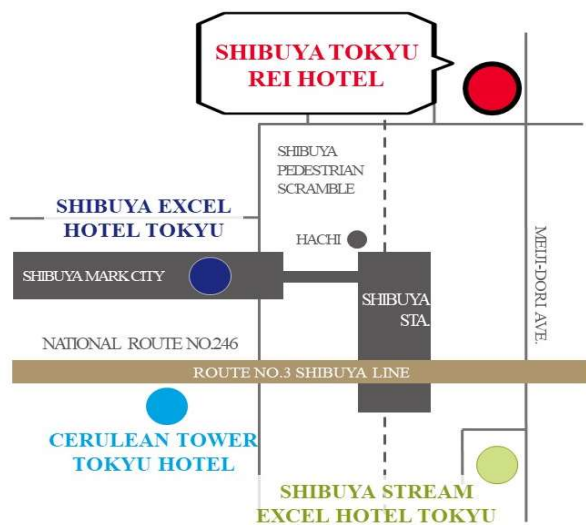 SHIBUYA TOKYU
REI HOTEL
SHIBUYA
PEDESTRIAN
SCRAMBLE
SHIBUYA EXCEL
HOTEL TOKYU
HACHI
MEIJI-DORI AVE.
SHIBUYA MARK CITY
SHIBUYA
STA.
NATIONAL ROUTE NO.246
ROUTE NO.3 SHIBUYA LINE
CERULEAN TOWER
TOKYU HOTEL
SHIBUYA STREAM
EXCEL HOTEL TOKYU